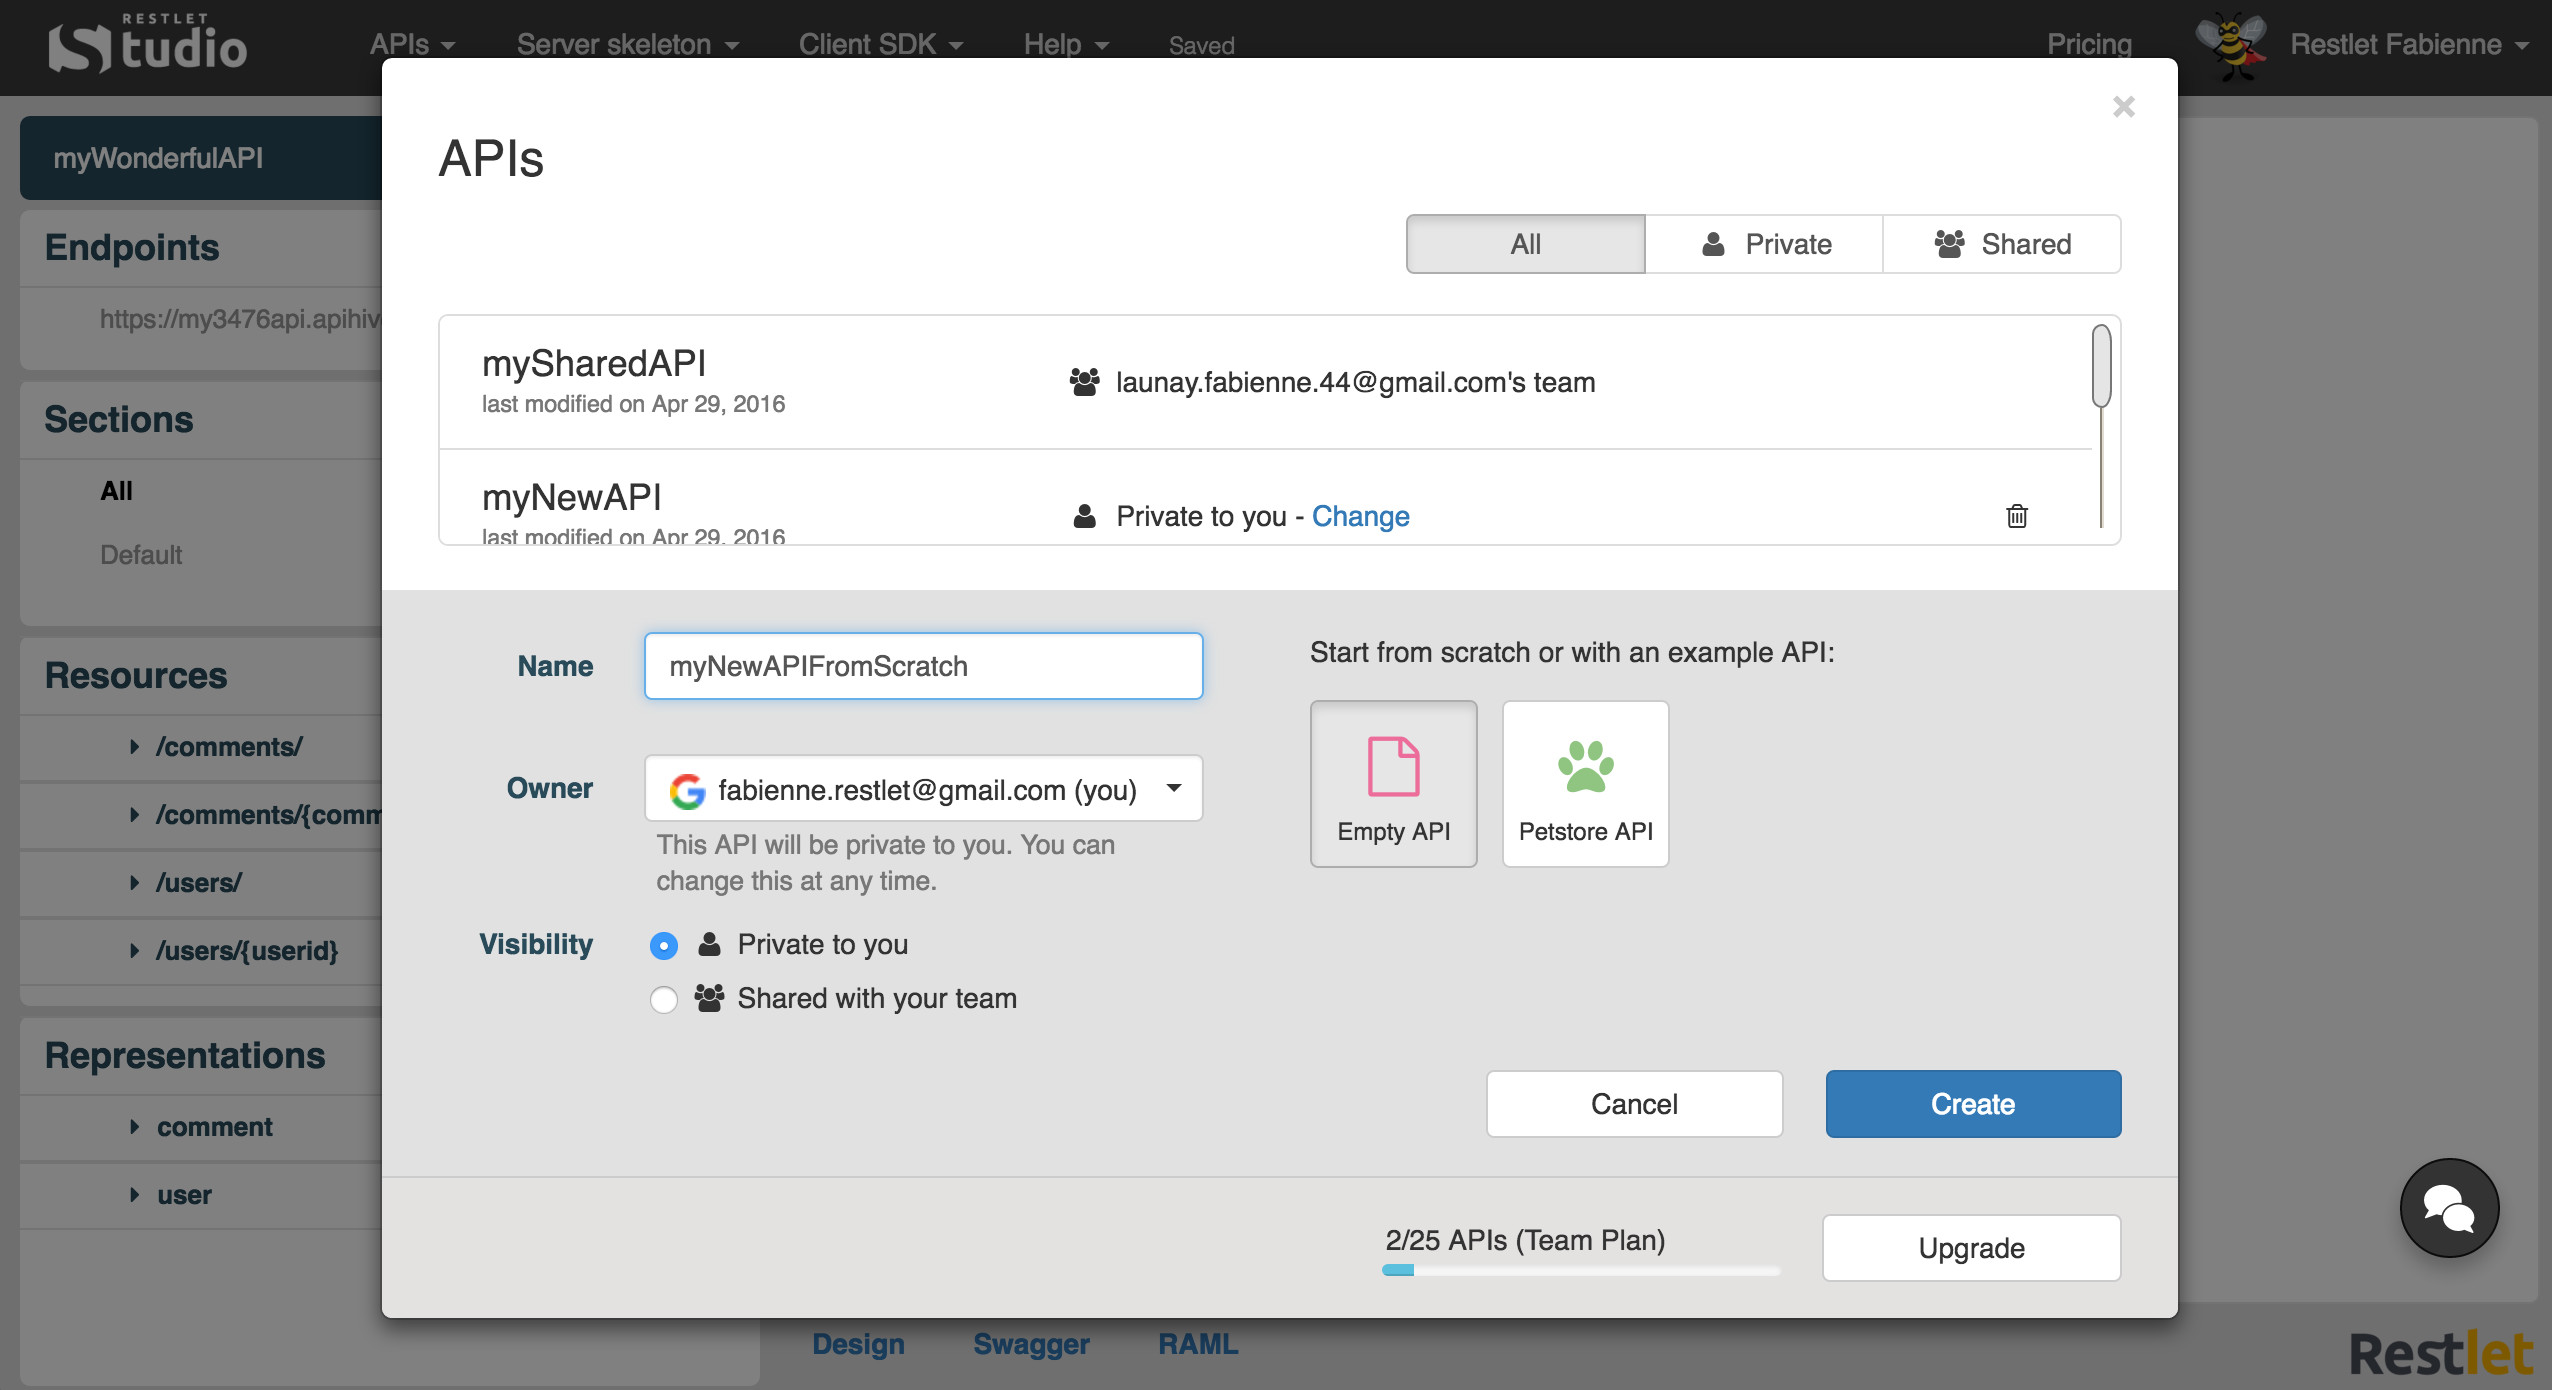 RESTLET
Studio
APIs
Server skeleton
Client SDK
Help
Saved
Pricing
Restlet Fabienne
myWonderfulAPI
Endpoints
https://my3476api.apihiv
Sections
All
Default
Resources
/comments/
/comments/{comm
/users/
/users/{userid}
Representations
comment
user
APIs
All
Private
Shared
mySharedAPI
last modified on Apr 29, 2016
launay.fabienne.44@gmail.com's team
myNewAPI
last modified on Apr 29, 2016
Private to you - Change
Name
myNewAPIFromScratch
Owner
fabienne.restlet@gmail.com (you)
This API will be private to you. You can
change this at any time.
Visibility
Private to you
Shared with your team
Start from scratch or with an example API:
Empty API
Petstore API
Cancel
Create
2/25 APIs (Team Plan)
Upgrade
Design
Swagger
RAML
Restlet